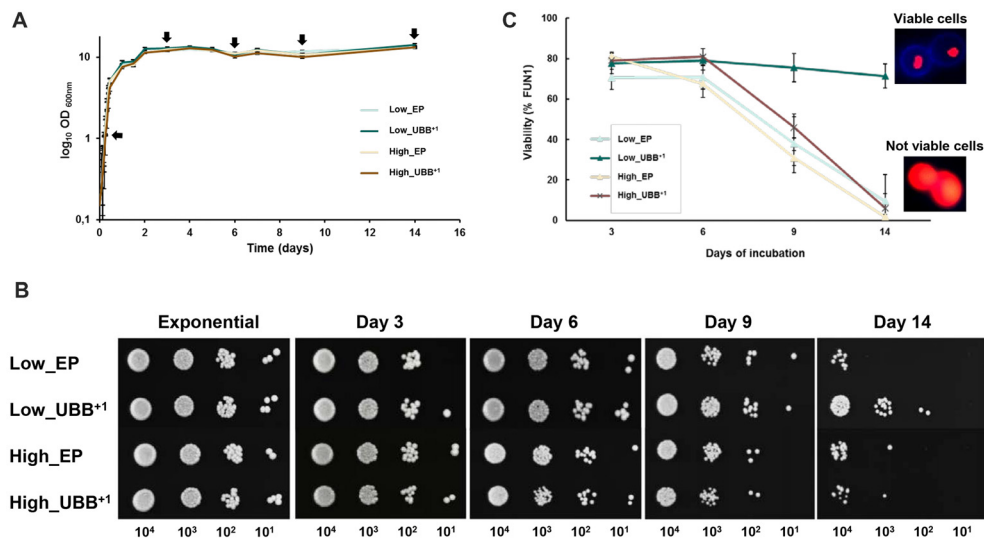 A
log₁₀ OD 600nm
10
1
0,1
0 2 4 6 8 10 12 14 16
Time (days)
Low_EP
Low_UBB⁺¹
High_EP
High_UBB⁺¹
C
Viability (% FUN1)
100
80
60
40
20
0
3 6 9 14
Days of incubation
Low_EP
Low_UBB⁺¹
High_EP
High_UBB⁺¹
Viable cells
Not viable cells
B
Exponential Day 3 Day 6 Day 9 Day 14
Low_EP
Low_UBB⁺¹
High_EP
High_UBB⁺¹
10⁴ 10³ 10² 10¹ 10⁴ 10³ 10² 10¹ 10⁴ 10³ 10² 10¹ 10⁴ 10³ 10² 10¹ 10⁴ 10³ 10² 10¹